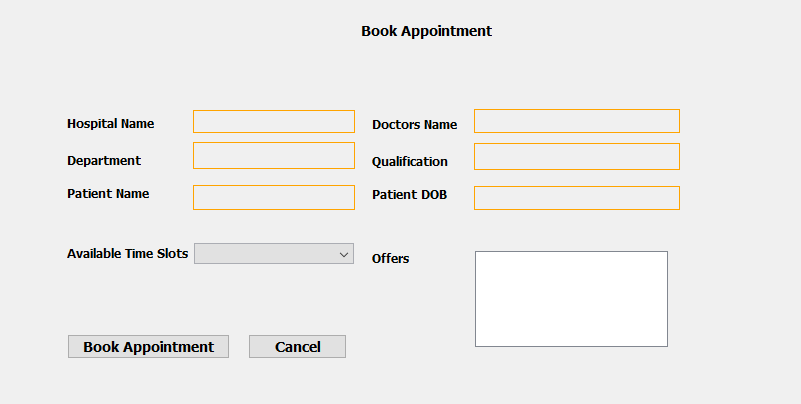 Book Appointment
Hospital Name
Doctors Name
Department
Qualification
Patient Name
Patient DOB
Available Time Slots
Offers
Book Appointment
Cancel